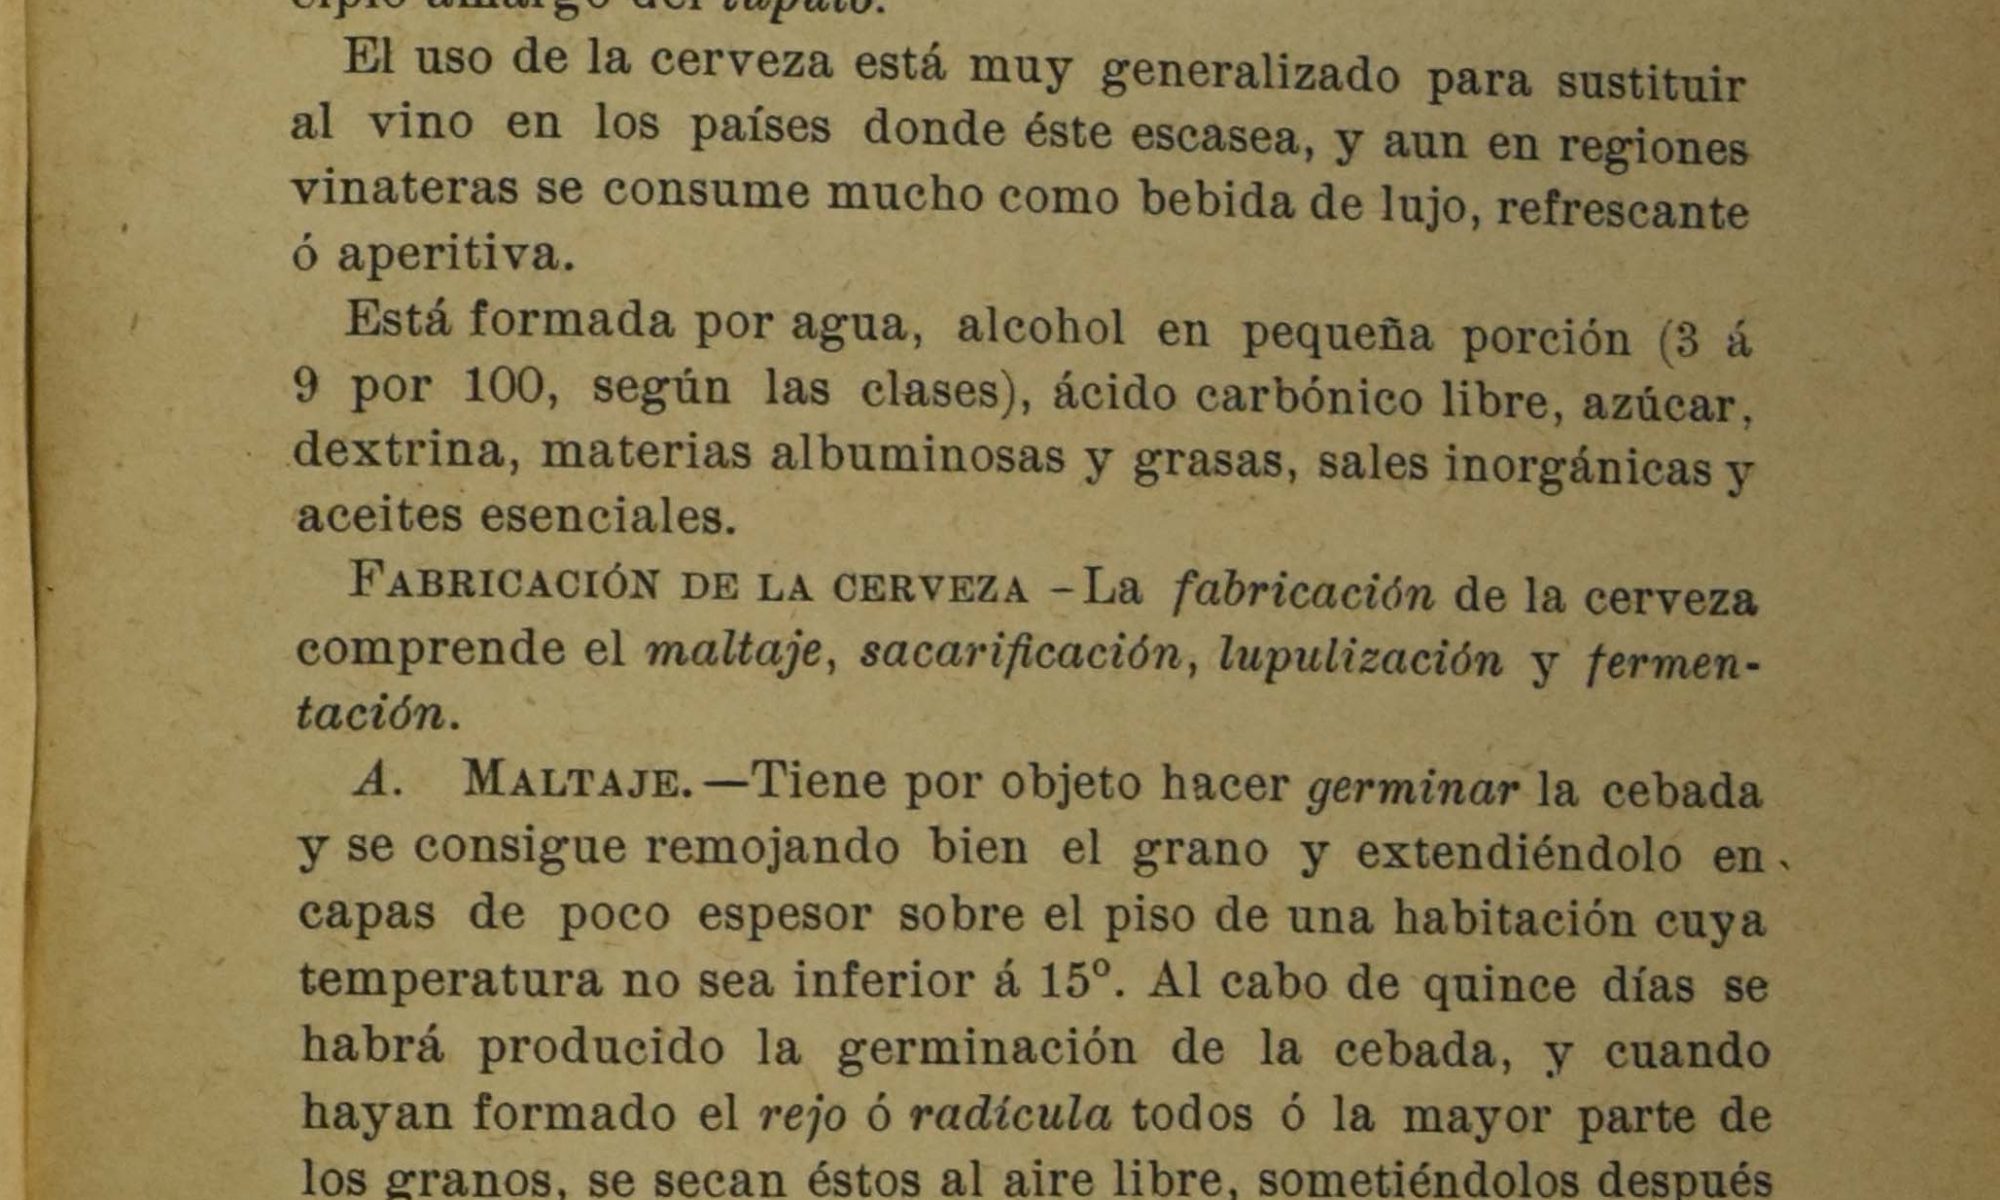 cipio amargo del lúpulo.
El uso de la cerveza está muy generalizado para sustituir
al vino en los países donde éste escasea, y aun en regiones
vinateras se consume mucho como bebida de lujo, refrescante
ó aperitiva.
Está formada por agua, alcohol en pequeña porción (3 á
9 por 100, según las clases), ácido carbónico libre, azúcar,
dextrina, materias albuminosas y grasas, sales inorgánicas y
aceites esenciales.
FABRICACIÓN DE LA CERVEZA -La fabricación de la cerveza
comprende el maltaje, sacarificación, lupulización y fermen-
tación.
A. MALTAJE.—Tiene por objeto hacer germinar la cebada
y se consigue remojando bien el grano y extendiéndolo en
capas de poco espesor sobre el piso de una habitación cuya
temperatura no sea inferior á 15º. Al cabo de quince días se
habrá producido la germinación de la cebada, y cuando
hayan formado el rejo ó radícula todos ó la mayor parte de
los granos, se secan éstos al aire libre, sometiéndolos después